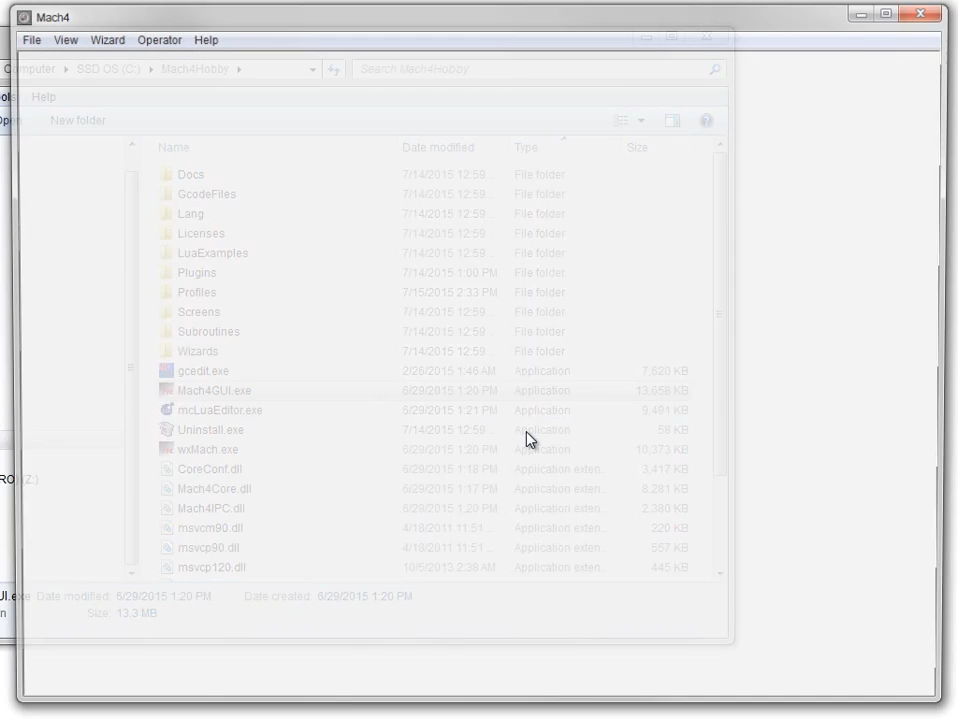 Mach4
File View Wizard Operator Help
Computer SSD OS (C:) Mach4Hobby Search Mach4Hobby
Help
New folder
Name Date modified Type Size
Docs 7/14/2015 12:59... File folder
GcodeFiles 7/14/2015 12:59... File folder
Lang 7/14/2015 12:59... File folder
Licenses 7/14/2015 12:59... File folder
LuaExamples 7/14/2015 12:59... File folder
Plugins 7/14/2015 1:00 PM File folder
Profiles 7/15/2015 2:33 PM File folder
Screens 7/14/2015 12:59... File folder
Subroutines 7/14/2015 12:59... File folder
Wizards 7/14/2015 12:59... File folder
gcedit.exe 2/26/2015 1:46 AM Application 7,620 KB
Mach4GUI.exe 6/29/2015 1:20 PM Application 13,658 KB
mcLuaEditor.exe 6/29/2015 1:21 PM Application 9,491 KB
Uninstall.exe 7/14/2015 12:59... Application 58 KB
wxMach.exe 6/29/2015 1:20 PM Application 10,373 KB
CoreConf.dll 6/29/2015 1:18 PM Application exten... 3,417 KB
Mach4Core.dll 6/29/2015 1:17 PM Application exten... 8,281 KB
Mach4IPC.dll 6/29/2015 1:20 PM Application exten... 2,380 KB
msvcm90.dll 4/18/2011 11:51... Application exten... 220 KB
msvcp90.dll 4/18/2011 11:51... Application exten... 557 KB
msvcp120.dll 10/5/2013 2:38 AM Application exten... 445 KB
(Z:)
Date modified: 6/29/2015 1:20 PM Date created: 6/29/2015 1:20 PM
Size: 13.3 MB